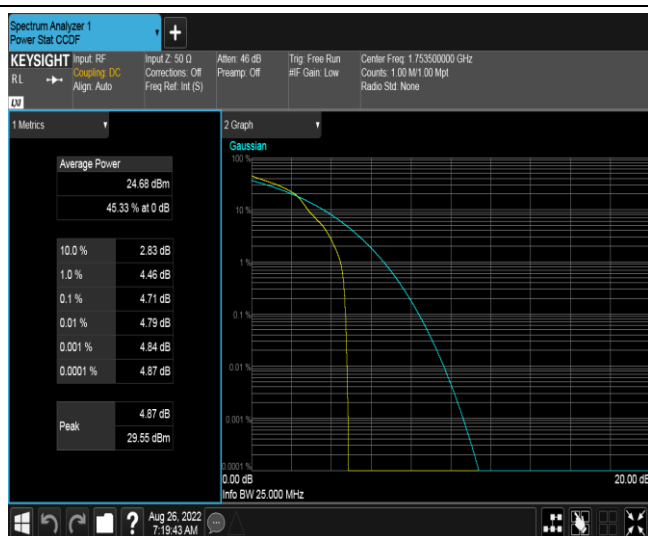 Spectrum Analyzer 1
Power Stat CCDF
+
KEYSIGHT
RL
LXI
Input: RF
Coupling: DC
Align: Auto
Input Z: 50 Ω
Corrections: Off
Freq Ref: Int (S)
Atten: 46 dB
Preamp: Off
Trig: Free Run
#IF Gain: Low
Center Freq: 1.753500000 GHz
Counts: 1.00 M/1.00 Mpt
Radio Std: None
1 Metrics
Average Power
24.68 dBm
45.33 % at 0 dB
10.0 % 2.83 dB
1.0 % 4.46 dB
0.1 % 4.71 dB
0.01 % 4.79 dB
0.001 % 4.84 dB
0.0001 % 4.87 dB
Peak
4.87 dB
29.55 dBm
2 Graph
Gaussian
100 %
10 %
1 %
0.1 %
0.01 %
0.001 %
0.0001 %
0.00 dB 20.00 dB
Info BW 25.000 MHz
?
Aug 26, 2022
7:19:43 AM